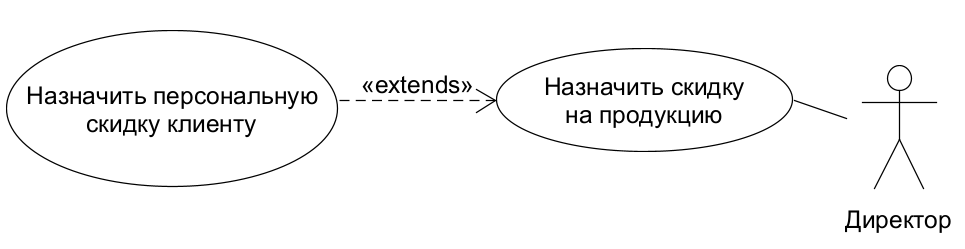 Назначить персональную
скидку клиенту
«extends»
Назначить скидку
на продукцию
Директор